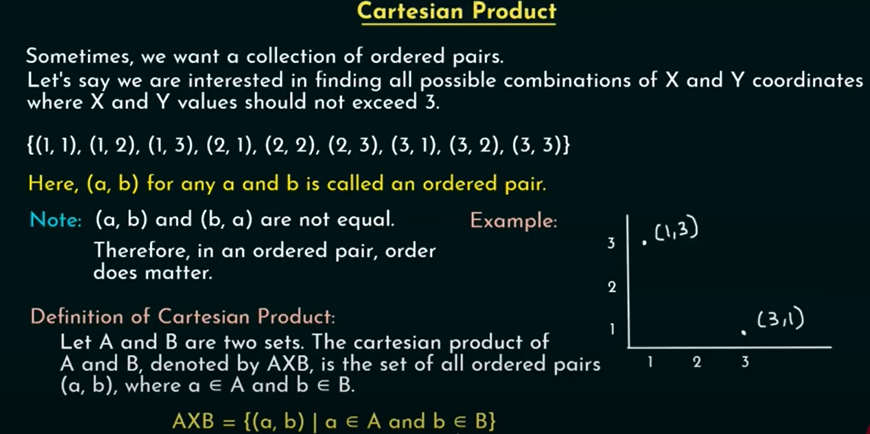 Cartesian Product
Sometimes, we want a collection of ordered pairs.
Let's say we are interested in finding all possible combinations of X and Y coordinates
where X and Y values should not exceed 3.
{(1, 1), (1, 2), (1, 3), (2, 1), (2, 2), (2, 3), (3, 1), (3, 2), (3, 3)}
Here, (a, b) for any a and b is called an ordered pair.
Note: (a, b) and (b, a) are not equal.
Therefore, in an ordered pair, order
does matter.
Example:
3
(1,3)
2
1
(3,1)
1 2 3
Definition of Cartesian Product:
Let A and B are two sets. The cartesian product of
A and B, denoted by AXB, is the set of all ordered pairs
(a, b), where a ∈ A and b ∈ B.
AXB = {(a, b) | a ∈ A and b ∈ B}